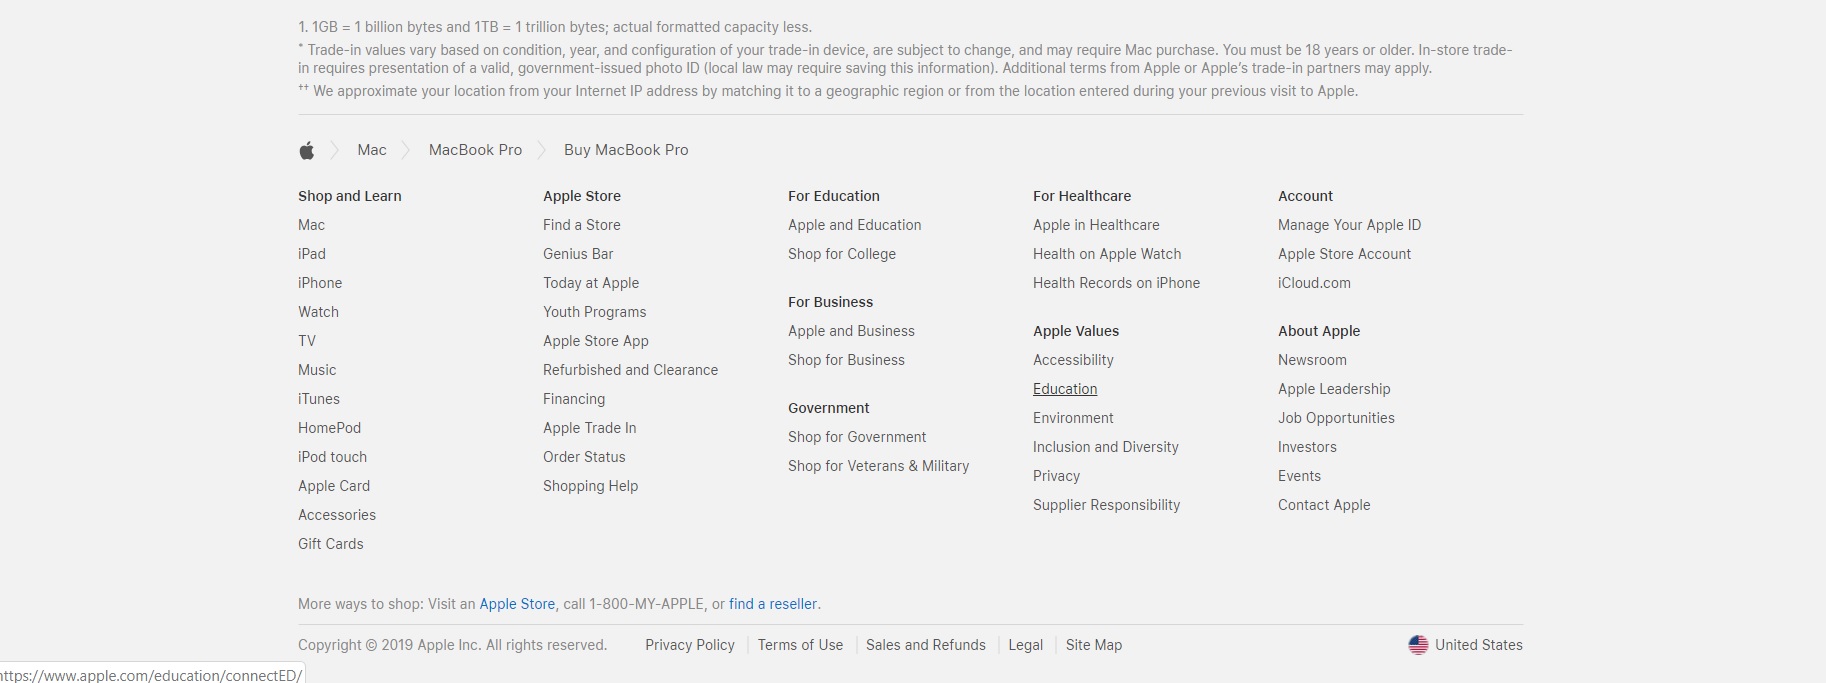 1. 1GB = 1 billion bytes and 1TB = 1 trillion bytes; actual formatted capacity less.
* Trade-in values vary based on condition, year, and configuration of your trade-in device, are subject to change, and may require Mac purchase. You must be 18 years or older. In-store trade-
in requires presentation of a valid, government-issued photo ID (local law may require saving this information). Additional terms from Apple or Apple’s trade-in partners may apply.
†† We approximate your location from your Internet IP address by matching it to a geographic region or from the location entered during your previous visit to Apple.
Mac MacBook Pro Buy MacBook Pro
Shop and Learn
Mac
iPad
iPhone
Watch
TV
Music
iTunes
HomePod
iPod touch
Apple Card
Accessories
Gift Cards
Apple Store
Find a Store
Genius Bar
Today at Apple
Youth Programs
Apple Store App
Refurbished and Clearance
Financing
Apple Trade In
Order Status
Shopping Help
For Education
Apple and Education
Shop for College
For Business
Apple and Business
Shop for Business
Government
Shop for Government
Shop for Veterans & Military
For Healthcare
Apple in Healthcare
Health on Apple Watch
Health Records on iPhone
Apple Values
Accessibility
Education
Environment
Inclusion and Diversity
Privacy
Supplier Responsibility
Account
Manage Your Apple ID
Apple Store Account
iCloud.com
About Apple
Newsroom
Apple Leadership
Job Opportunities
Investors
Events
Contact Apple
More ways to shop: Visit an Apple Store, call 1-800-MY-APPLE, or find a reseller.
Copyright © 2019 Apple Inc. All rights reserved. Privacy Policy Terms of Use Sales and Refunds Legal Site Map United States
https://www.apple.com/education/connectED/